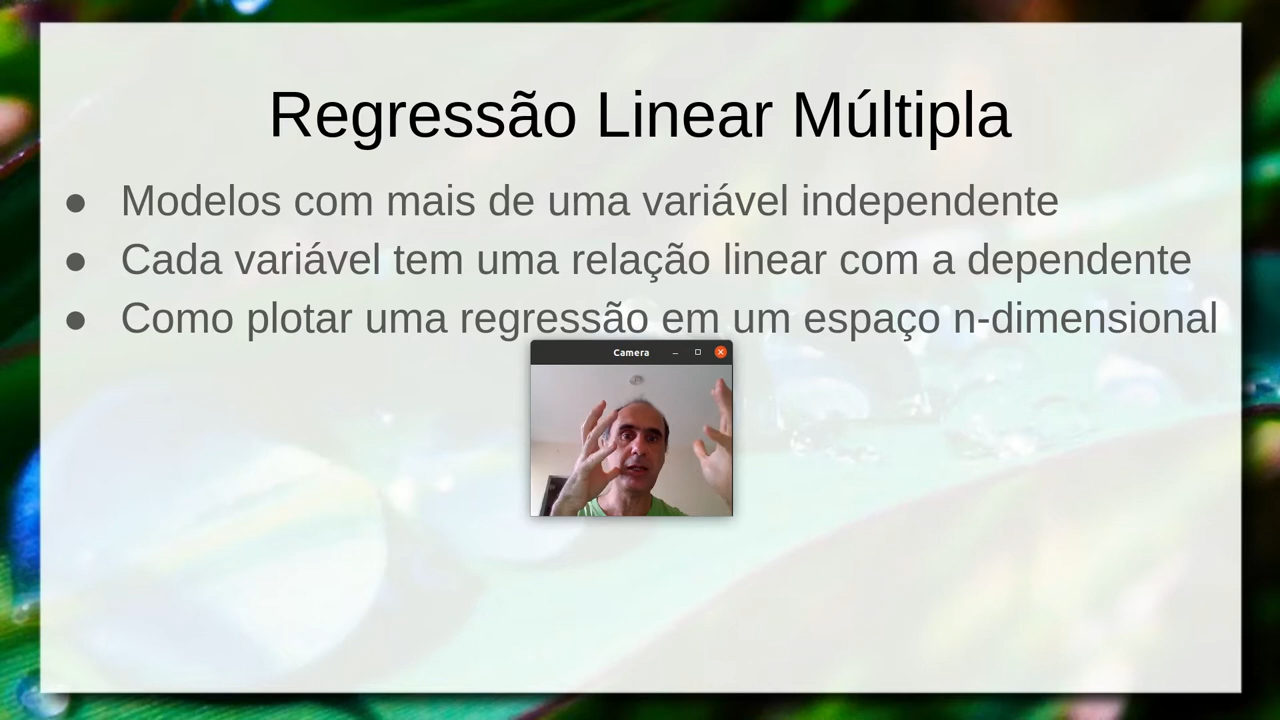 Regressão Linear Múltipla
● Modelos com mais de uma variável independente
● Cada variável tem uma relação linear com a dependente
● Como plotar uma regressão em um espaço n-dimensional
Camera